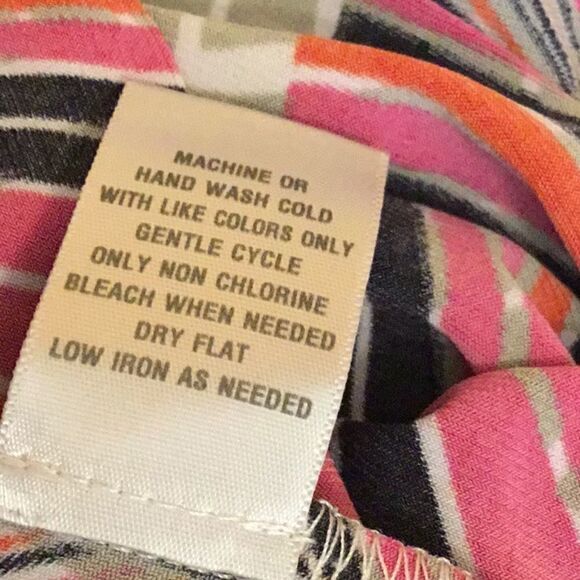 MACHINE OR
HAND WASH COLD
WITH LIKE COLORS ONLY
GENTLE CYCLE
ONLY NON CHLORINE
BLEACH WHEN NEEDED
DRY FLAT
LOW IRON AS NEEDED